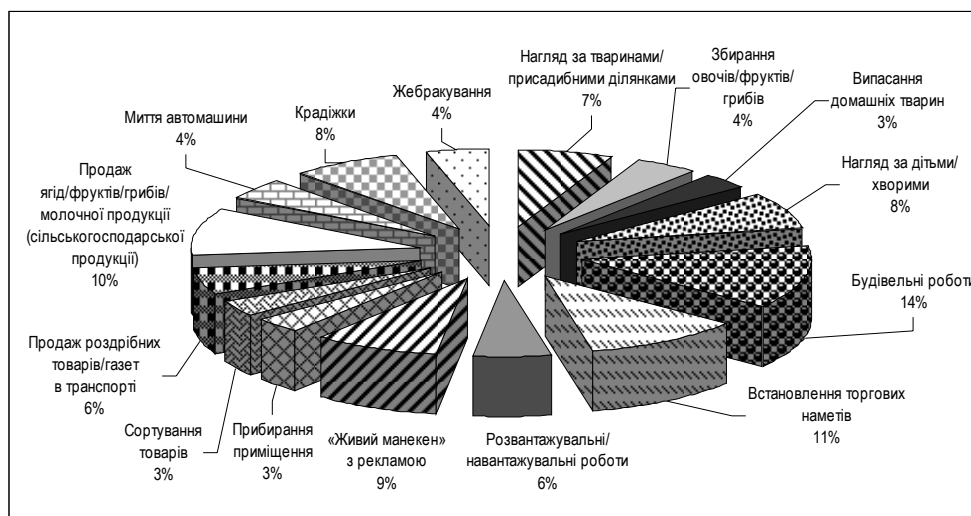 Нагляд за тваринами/
присадибними ділянками
7%
Збирання
овочів/фруктів/
грибів
4%
Випасання
домашніх тварин
3%
Нагляд за дітьми/
хворими
8%
Будівельні роботи
14%
Встановлення торгових
наметів
11%
Розвантажувальні/
навантажувальні роботи
6%
«Живий манекен»
з рекламою
9%
Прибирання
приміщення
3%
Сортування
товарів
3%
Продаж роздрібних
товарів/газет
в транспорті
6%
Продаж
ягід/фруктів/грибів/
молочної продукції
(сільськогосподарської
продукції)
10%
Миття автомашини
4%
Крадіжки
8%
Жебракування
4%